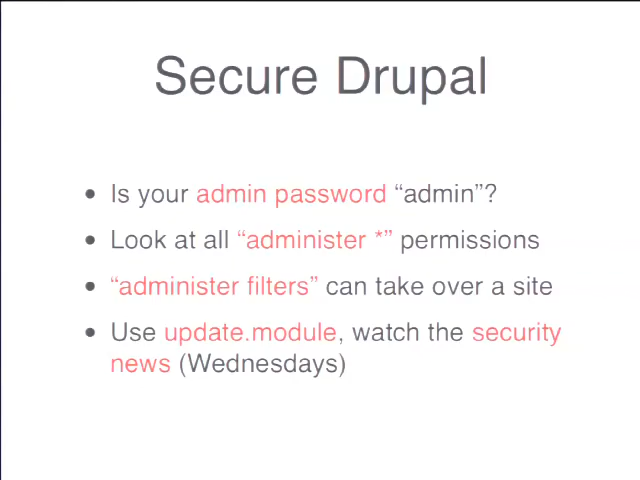 Secure Drupal
• Is your admin password “admin”?
• Look at all “administer *” permissions
• “administer filters” can take over a site
• Use update.module, watch the security
news (Wednesdays)